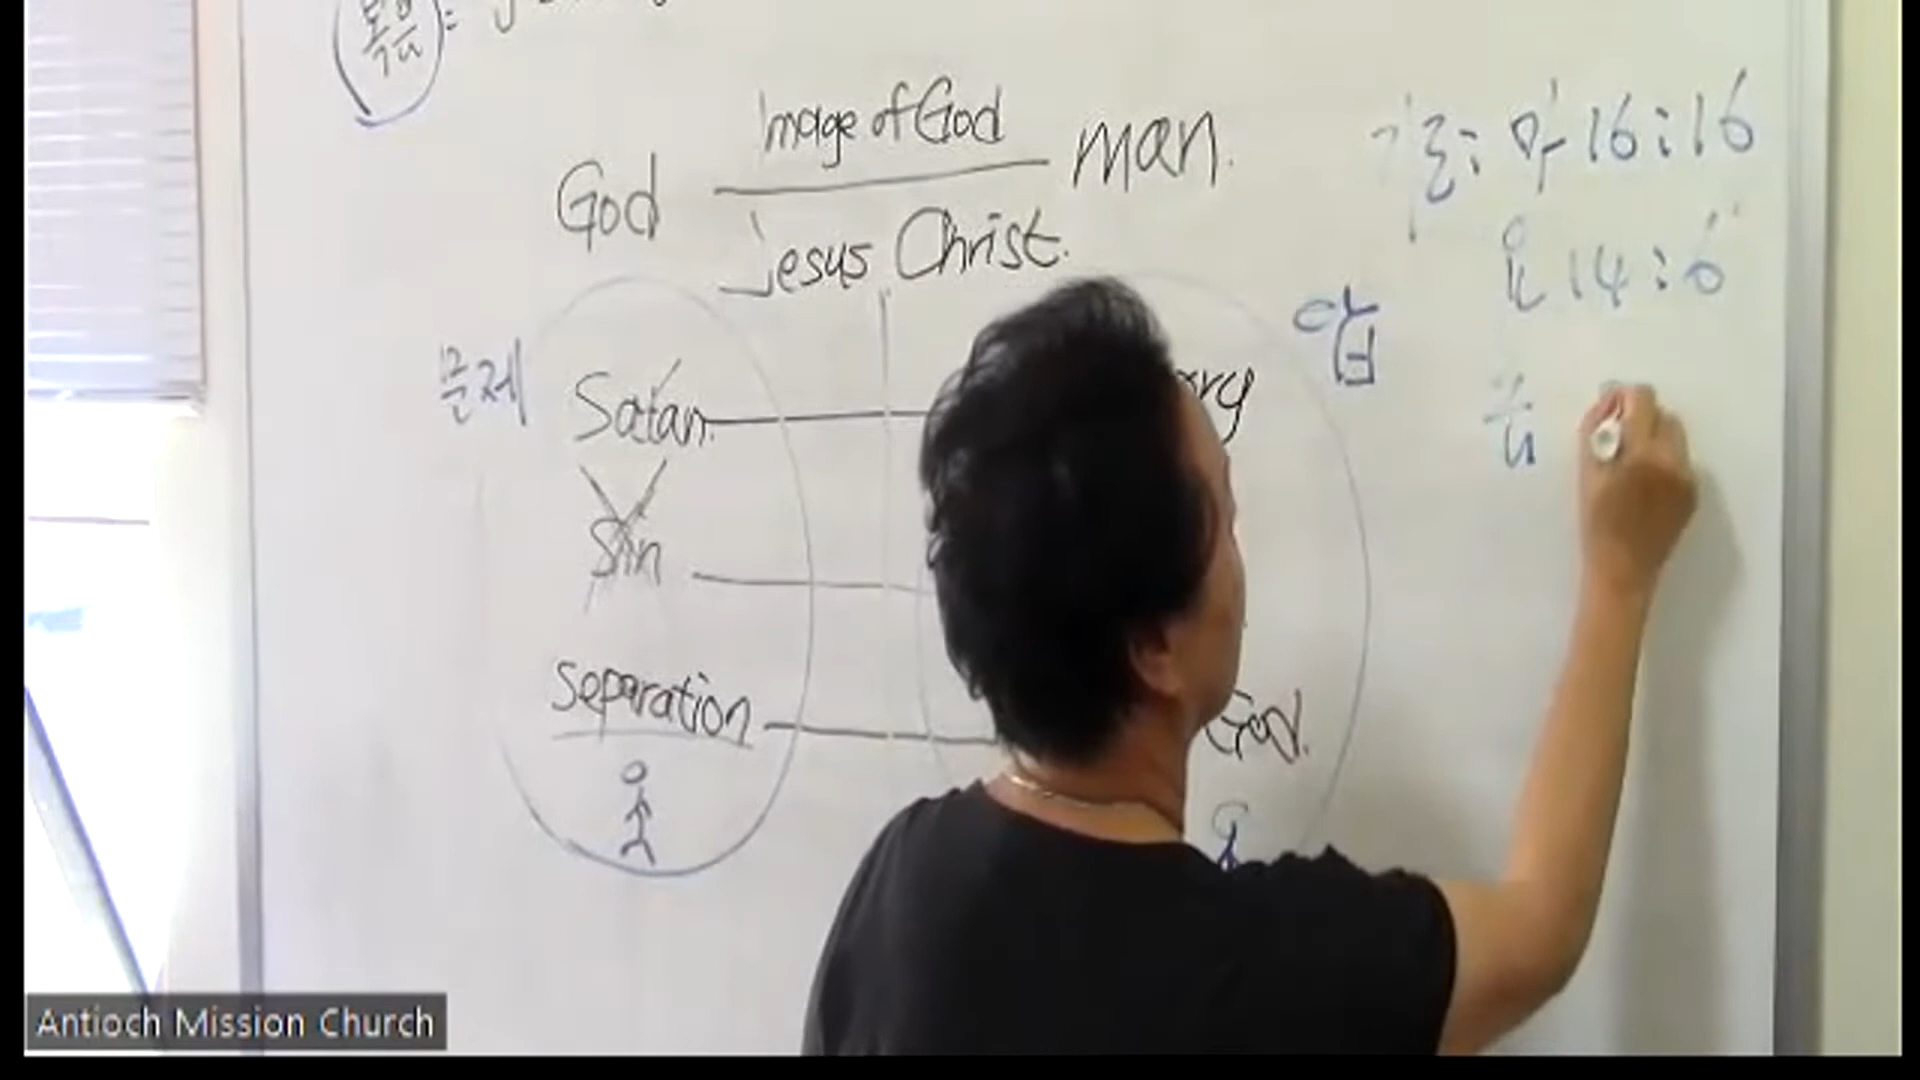 복음:
Image of God
God man.
Jesus Christ.
: 마 16:16
요 14:6
답
문제
Satan.
Sin
separation
God.
Antioch Mission Church